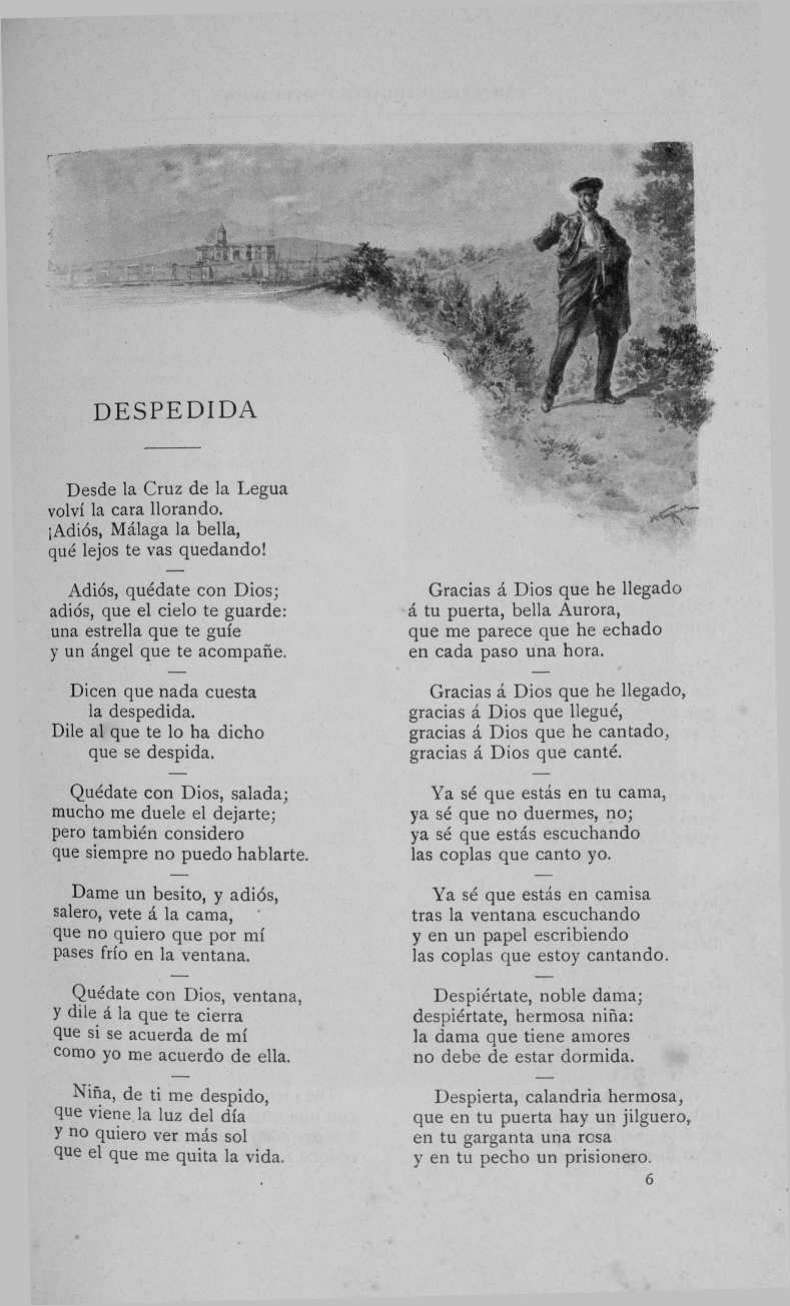 DESPEDIDA
Desde la Cruz de la Legua
volví la cara llorando.
¡Adiós, Málaga la bella,
qué lejos te vas quedando!
Adiós, quédate con Dios;
adiós, que el cielo te guarde:
una estrella que te guíe
y un ángel que te acompañe.
Dicen que nada cuesta
la despedida.
Dile al que te lo ha dicho
que se despida.
Quédate con Dios, salada;
mucho me duele el dejarte;
pero también considero
que siempre no puedo hablarte.
Dame un besito, y adiós,
salero, vete á la cama,
que no quiero que por mí
pases frío en la ventana.
Quédate con Dios, ventana,
y dile á la que te cierra
que si se acuerda de mí
como yo me acuerdo de ella.
Niña, de ti me despido,
que viene la luz del día
y no quiero ver más sol
que el que me quita la vida.
Gracias á Dios que he llegado
á tu puerta, bella Aurora,
que me parece que he echado
en cada paso una hora.
Gracias á Dios que he llegado,
gracias á Dios que llegué,
gracias á Dios que he cantado,
gracias á Dios que canté.
Ya sé que estás en tu cama,
ya sé que no duermes, no;
ya sé que estás escuchando
las coplas que canto yo.
Ya sé que estás en camisa
tras la ventana escuchando
y en un papel escribiendo
las coplas que estoy cantando.
Despiértate, noble dama;
despiértate, hermosa niña:
la dama que tiene amores
no debe de estar dormida.
Despierta, calandria hermosa,
que en tu puerta hay un jilguero,
en tu garganta una rosa
y en tu pecho un prisionero.
6